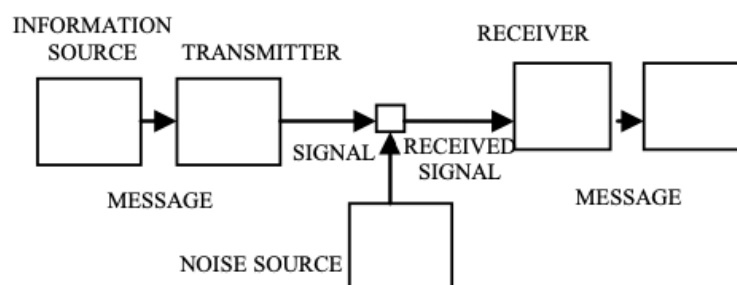 INFORMATION
SOURCE
TRANSMITTER
RECEIVER
SIGNAL
RECEIVED
SIGNAL
MESSAGE
MESSAGE
NOISE SOURCE